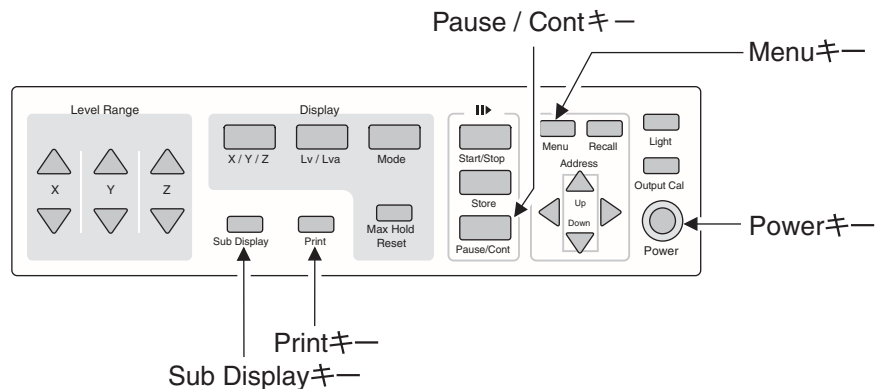 Pause / Contキー
Menuキー
Level Range
Display
X / Y / Z
Lv / Lva
Mode
Start/Stop
Menu
Recall
Light
Address
X
Y
Z
Up
Down
Store
Output Cal
Sub Display
Print
Max Hold
Reset
Pause/Cont
Power
Powerキー
Printキー
Sub Displayキー